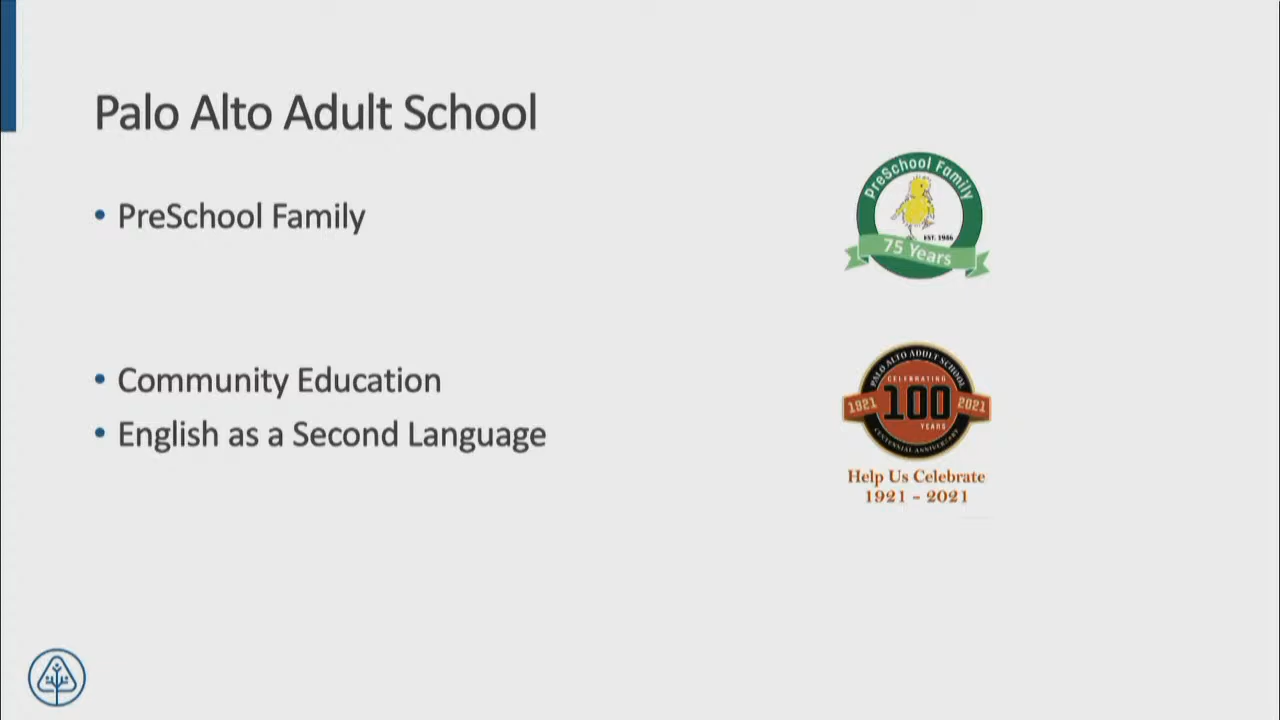 Palo Alto Adult School
• PreSchool Family
PreSchool Family
EST. 1946
75 Years
• Community Education
• English as a Second Language
PALO ALTO ADULT SCHOOL
CELEBRATING
1921 100 2021
YEARS
CENTENNIAL ANNIVERSARY
Help Us Celebrate
1921 - 2021